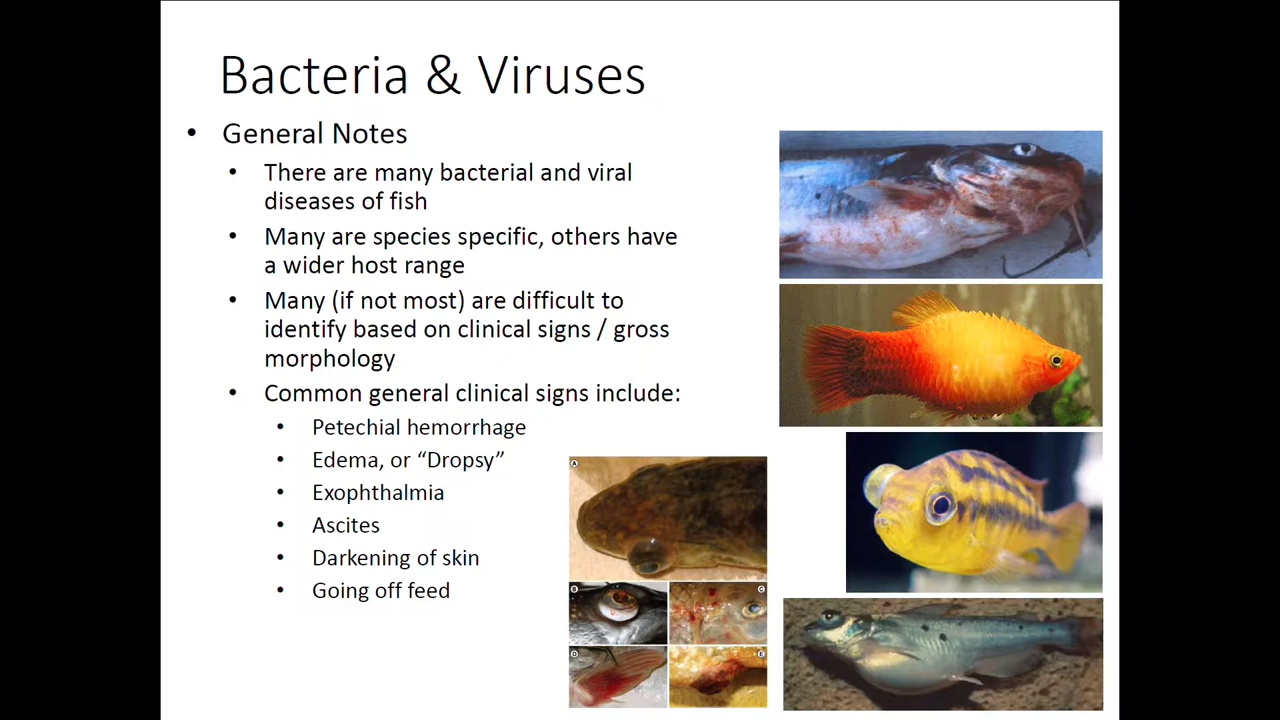 Bacteria & Viruses
• General Notes
• There are many bacterial and viral
diseases of fish
• Many are species specific, others have
a wider host range
• Many (if not most) are difficult to
identify based on clinical signs / gross
morphology
• Common general clinical signs include:
• Petechial hemorrhage
• Edema, or “Dropsy”
• Exophthalmia
• Ascites
• Darkening of skin
• Going off feed
A
B
C
D
E